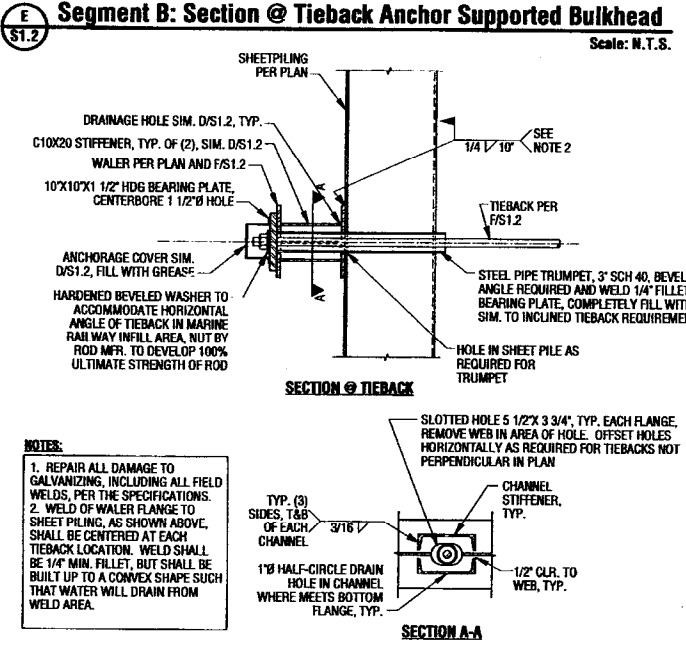 E
S1.2
Segment B: Section @ Tieback Anchor Supported Bulkhead
Scale: N.T.S.
SHEETPILING
PER PLAN
DRAINAGE HOLE SIM. D/S1.2, TYP.
C10X20 STIFFENER, TYP. OF (2), SIM. D/S1.2
WALER PER PLAN AND F/S1.2
10"X10"X1 1/2" HDG BEARING PLATE,
CENTERBORE 1 1/2"Ø HOLE
A
A
1/4 10"
SEE
NOTE 2
TIEBACK PER
F/S1.2
ANCHORAGE COVER SIM.
D/S1.2, FILL WITH GREASE
HARDENED BEVELED WASHER TO
ACCOMMODATE HORIZONTAL
ANGLE OF TIEBACK IN MARINE
RAILWAY INFILL AREA, NUT BY
ROD MFR. TO DEVELOP 100%
ULTIMATE STRENGTH OF ROD
STEEL PIPE TRUMPET, 3" SCH 40, BEVEL
ANGLE REQUIRED AND WELD 1/4" FILLE
BEARING PLATE, COMPLETELY FILL WIT
SIM. TO INCLINED TIEBACK REQUIREME
HOLE IN SHEET PILE AS
REQUIRED FOR
TRUMPET
SECTION @ TIEBACK
NOTES:
1. REPAIR ALL DAMAGE TO
GALVANIZING, INCLUDING ALL FIELD
WELDS, PER THE SPECIFICATIONS.
2. WELD OF WALER FLANGE TO
SHEET PILING, AS SHOWN ABOVE,
SHALL BE CENTERED AT EACH
TIEBACK LOCATION. WELD SHALL
BE 1/4" MIN. FILLET, BUT SHALL BE
BUILT UP TO A CONVEX SHAPE SUCH
THAT WATER WILL DRAIN FROM
WELD AREA.
SLOTTED HOLE 5 1/2"X 3 3/4", TYP. EACH FLANGE,
REMOVE WEB IN AREA OF HOLE. OFFSET HOLES
HORIZONTALLY AS REQUIRED FOR TIEBACKS NOT
PERPENDICULAR IN PLAN
TYP. (3)
SIDES, T&B
OF EACH
CHANNEL
3/16
CHANNEL
STIFFENER,
TYP.
1"Ø HALF-CIRCLE DRAIN
HOLE IN CHANNEL
WHERE MEETS BOTTOM
FLANGE, TYP.
1/2" CLR. TO
WEB, TYP.
SECTION A-A